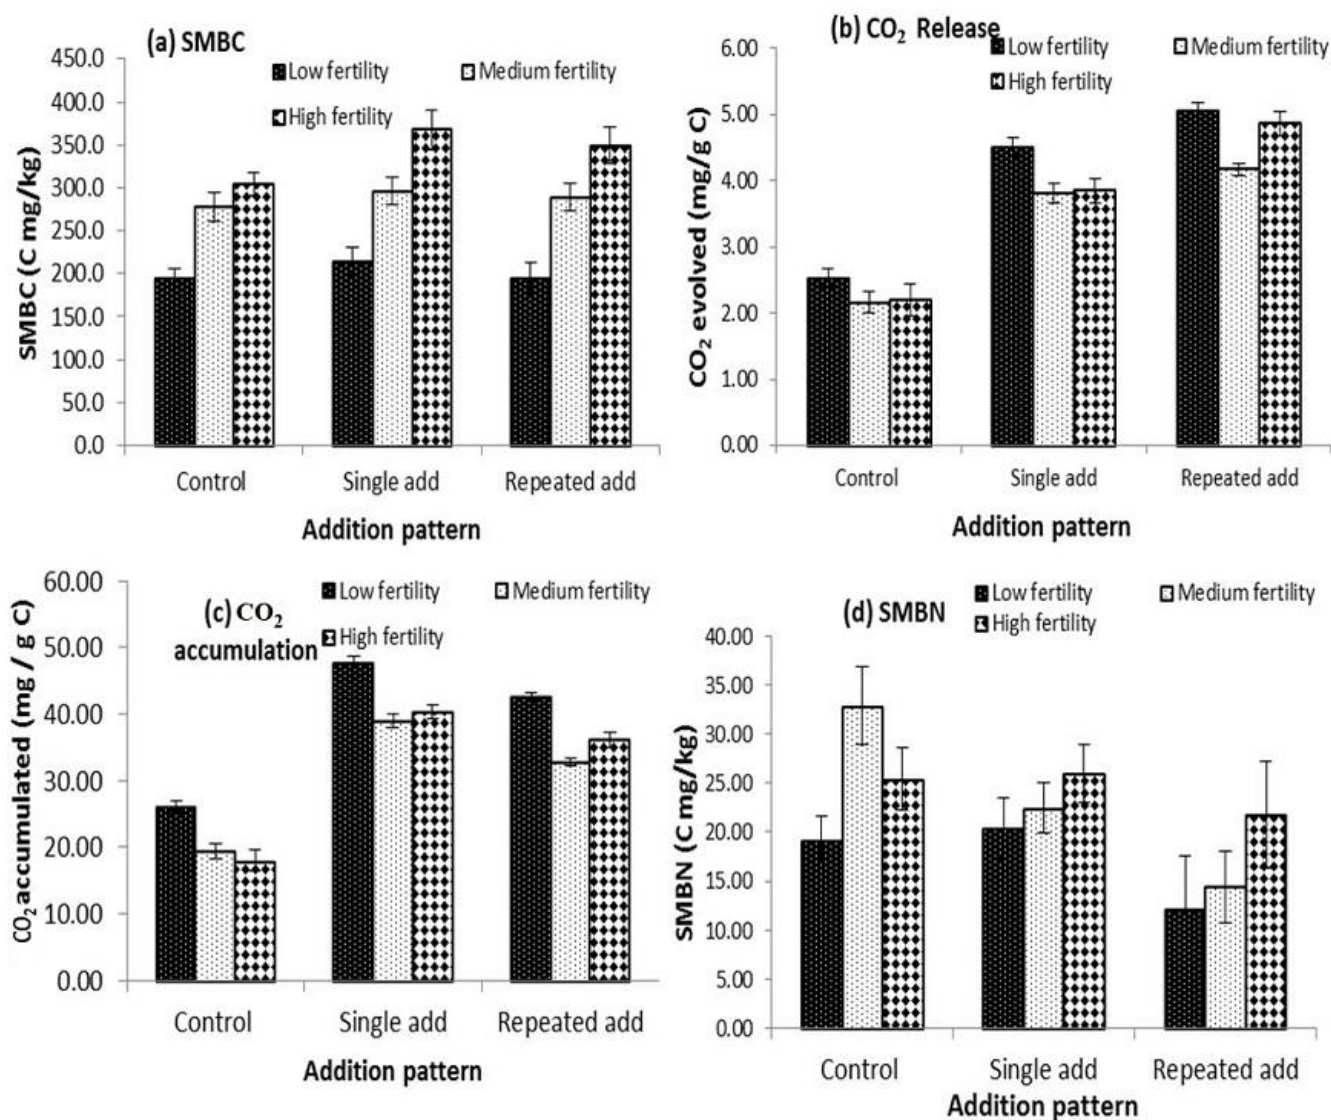 (a) SMBC
Low fertility
Medium fertility
High fertility
450.0
400.0
350.0
300.0
250.0
200.0
150.0
100.0
50.0
0.0
SMBC (C mg/kg)
Control
Single add
Repeated add
Addition pattern
(b) CO₂ Release
Low fertility
Medium fertility
High fertility
6.00
5.00
4.00
3.00
2.00
1.00
0.00
CO₂ evolved (mg/g C)
Control
Single add
Repeated add
Addition pattern
(c) CO₂
accumulation
Low fertility
Medium fertility
High fertility
60.00
50.00
40.00
30.00
20.00
10.00
0.00
CO₂ accumulated (mg / g C)
Control
Single add
Repeated add
Addition pattern
(d) SMBN
Low fertility
Medium fertility
High fertility
40.00
35.00
30.00
25.00
20.00
15.00
10.00
5.00
0.00
SMBN (C mg/kg)
Control
Single add
Repeated add
Addition pattern